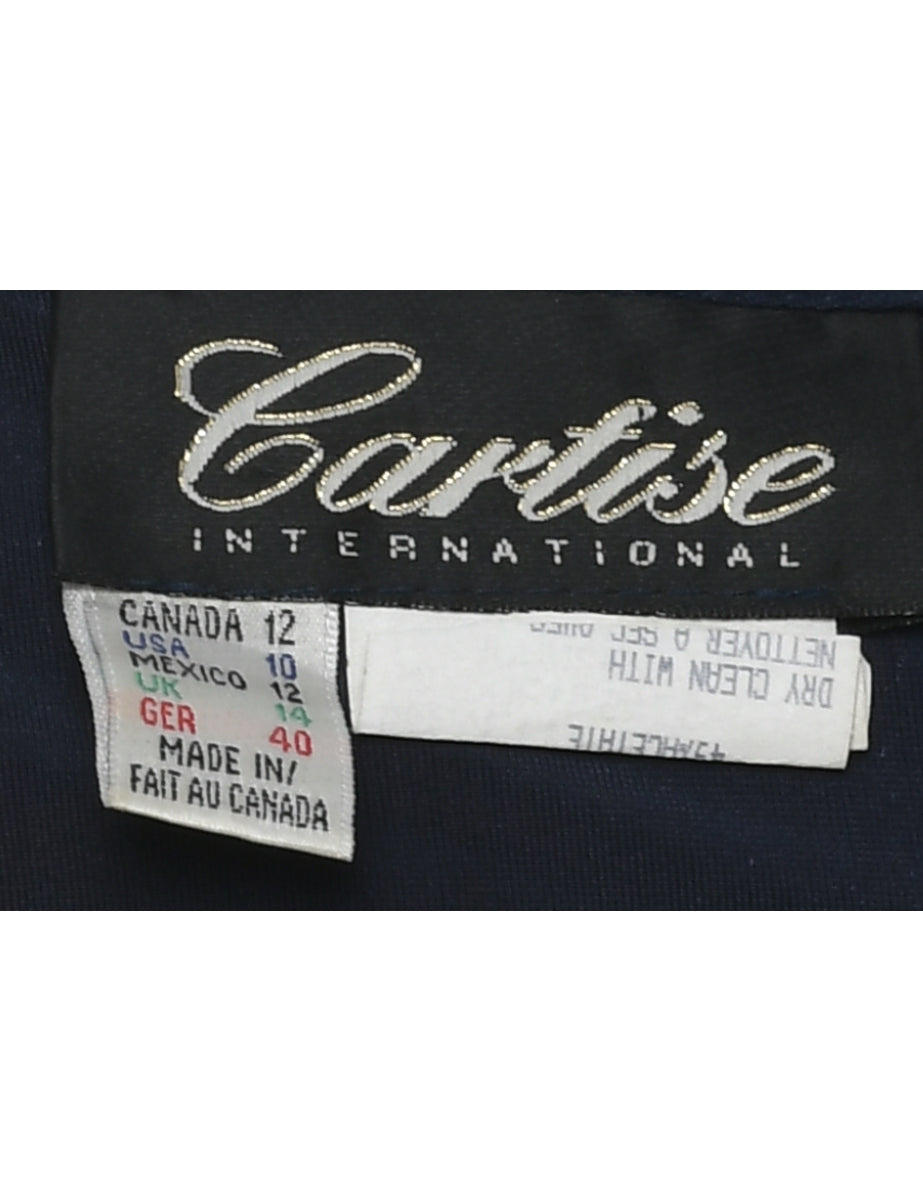 Cartise
INTERNATIONAL
CANADA 12
USA 10
MEXICO 12
UK 14
GER 40
MADE IN/
FAIT AU CANADA
DRY CLEAN WITH
NETTOYER A SEC AVEC